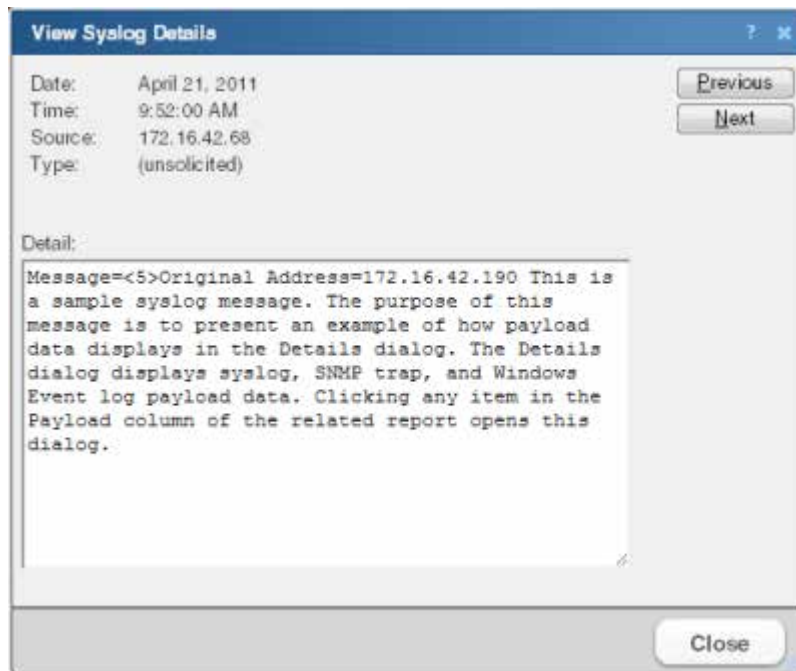 View Syslog Details
? ×
Date: April 21, 2011
Time: 9:52:00 AM
Source: 172.16.42.68
Type: (unsolicited)
Previous
Next
Detail:
Message=<5>Original Address=172.16.42.190 This is
a sample syslog message. The purpose of this
message is to present an example of how payload
data displays in the Details dialog. The Details
dialog displays syslog, SNMP trap, and Windows
Event log payload data. Clicking any item in the
Payload column of the related report opens this
dialog.
Close